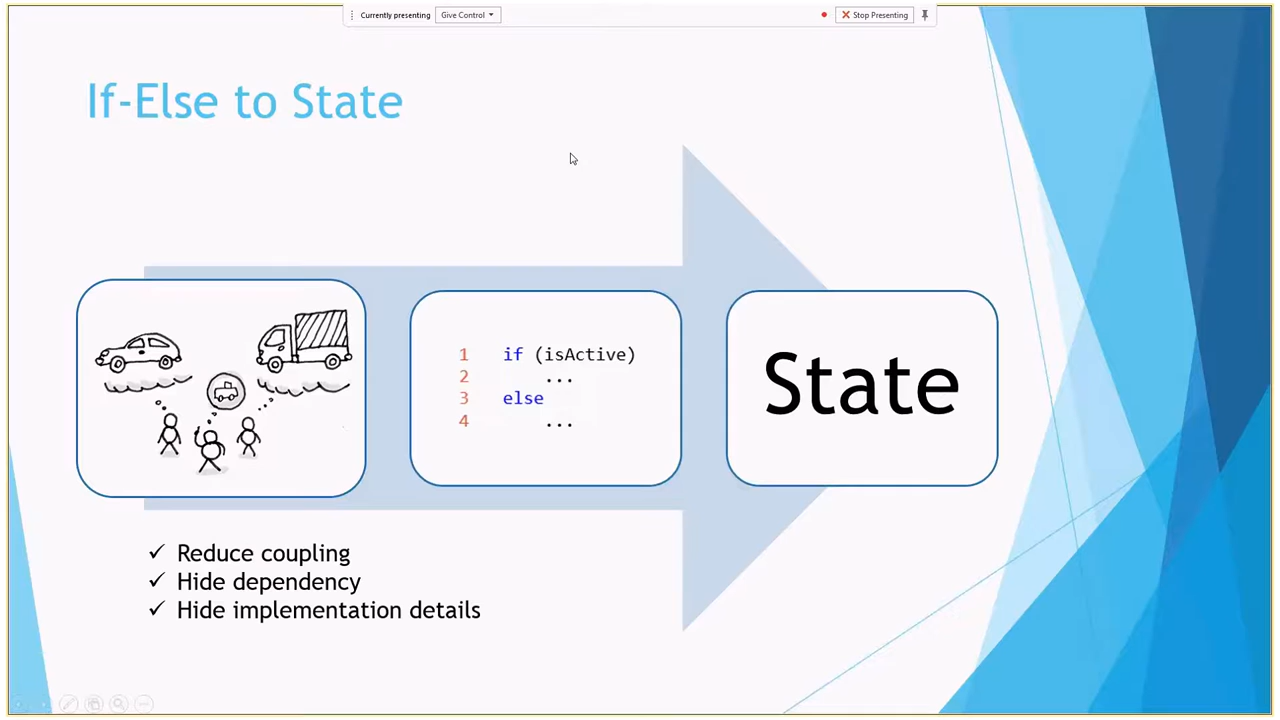 Currently presenting
Give Control
Stop Presenting
If-Else to State
1 if (isActive)
2 ...
3 else
4 ...
State
✓ Reduce coupling
✓ Hide dependency
✓ Hide implementation details